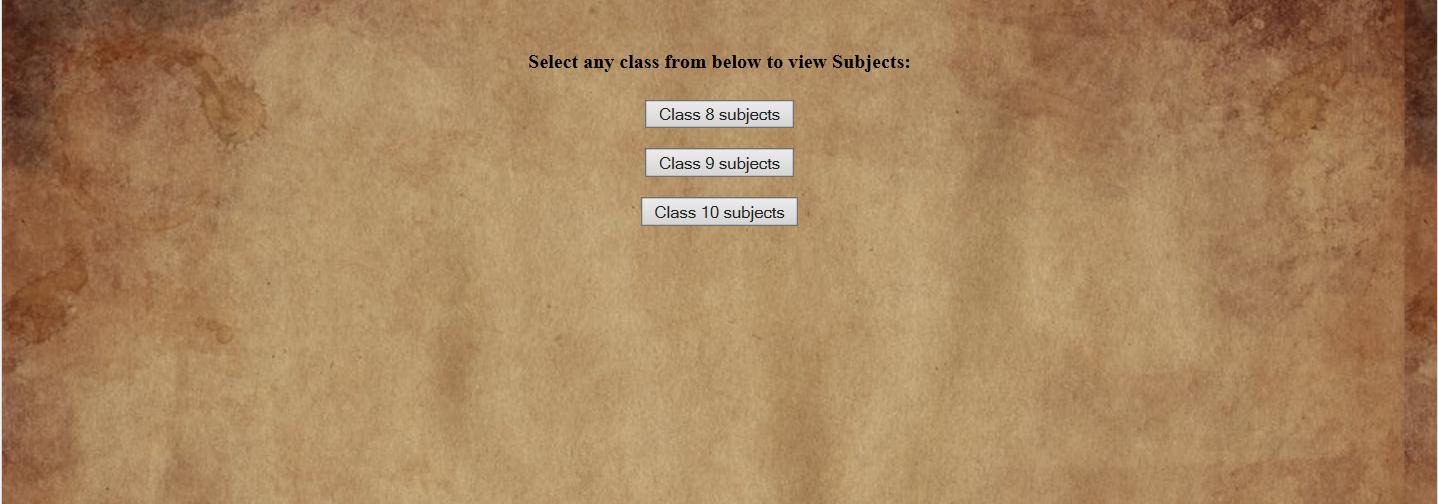 Select any class from below to view Subjects:
Class 8 subjects
Class 9 subjects
Class 10 subjects